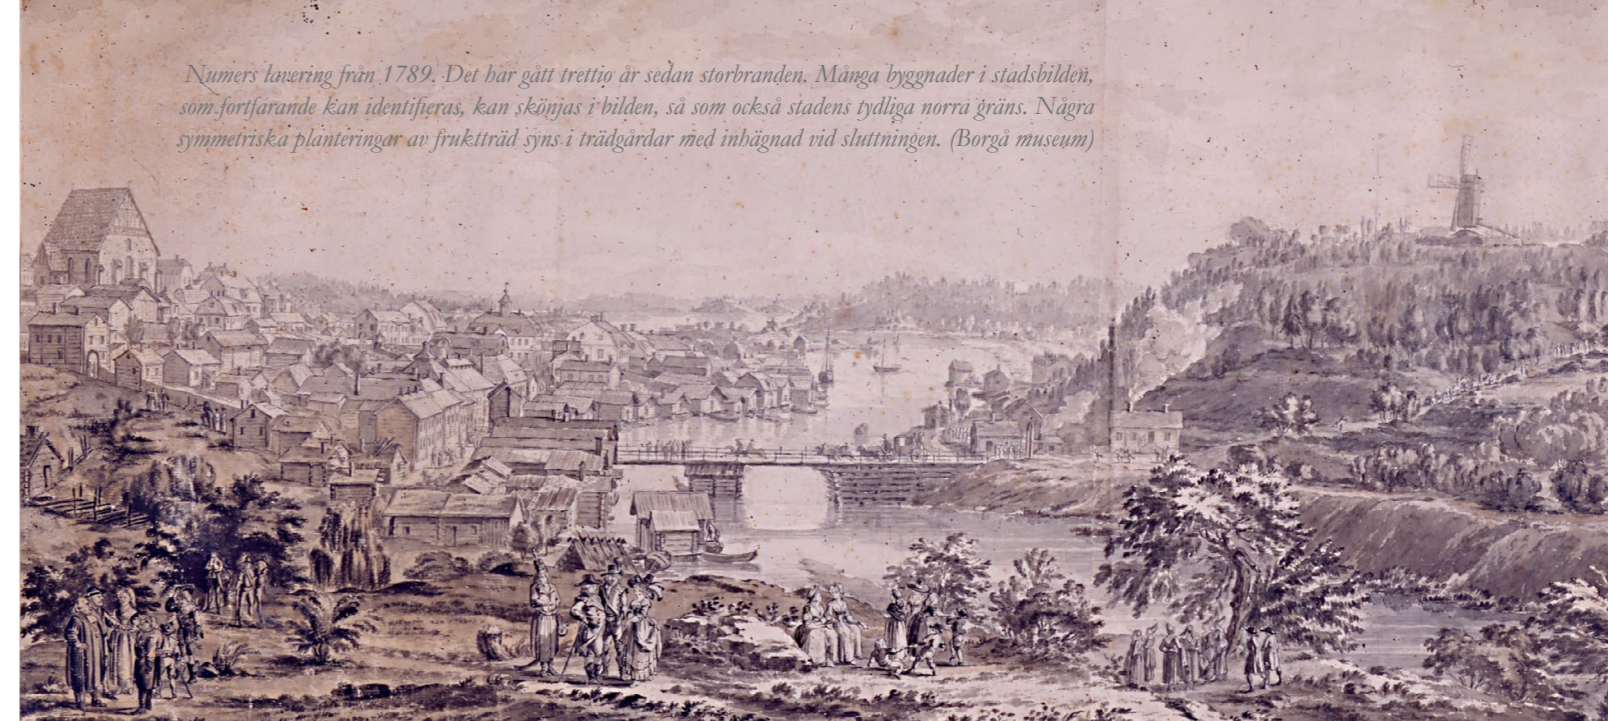 Numers lavering från 1789. Det har gått trettio år sedan storbranden. Många byggnader i stadsbilden,
som fortfarande kan identifieras, kan skönjas i bilden, så som också stadens tydliga norra gräns. Några
symmetriska planteringar av fruktträd syns i trädgårdar med inhägnad vid sluttningen. (Borgå museum)